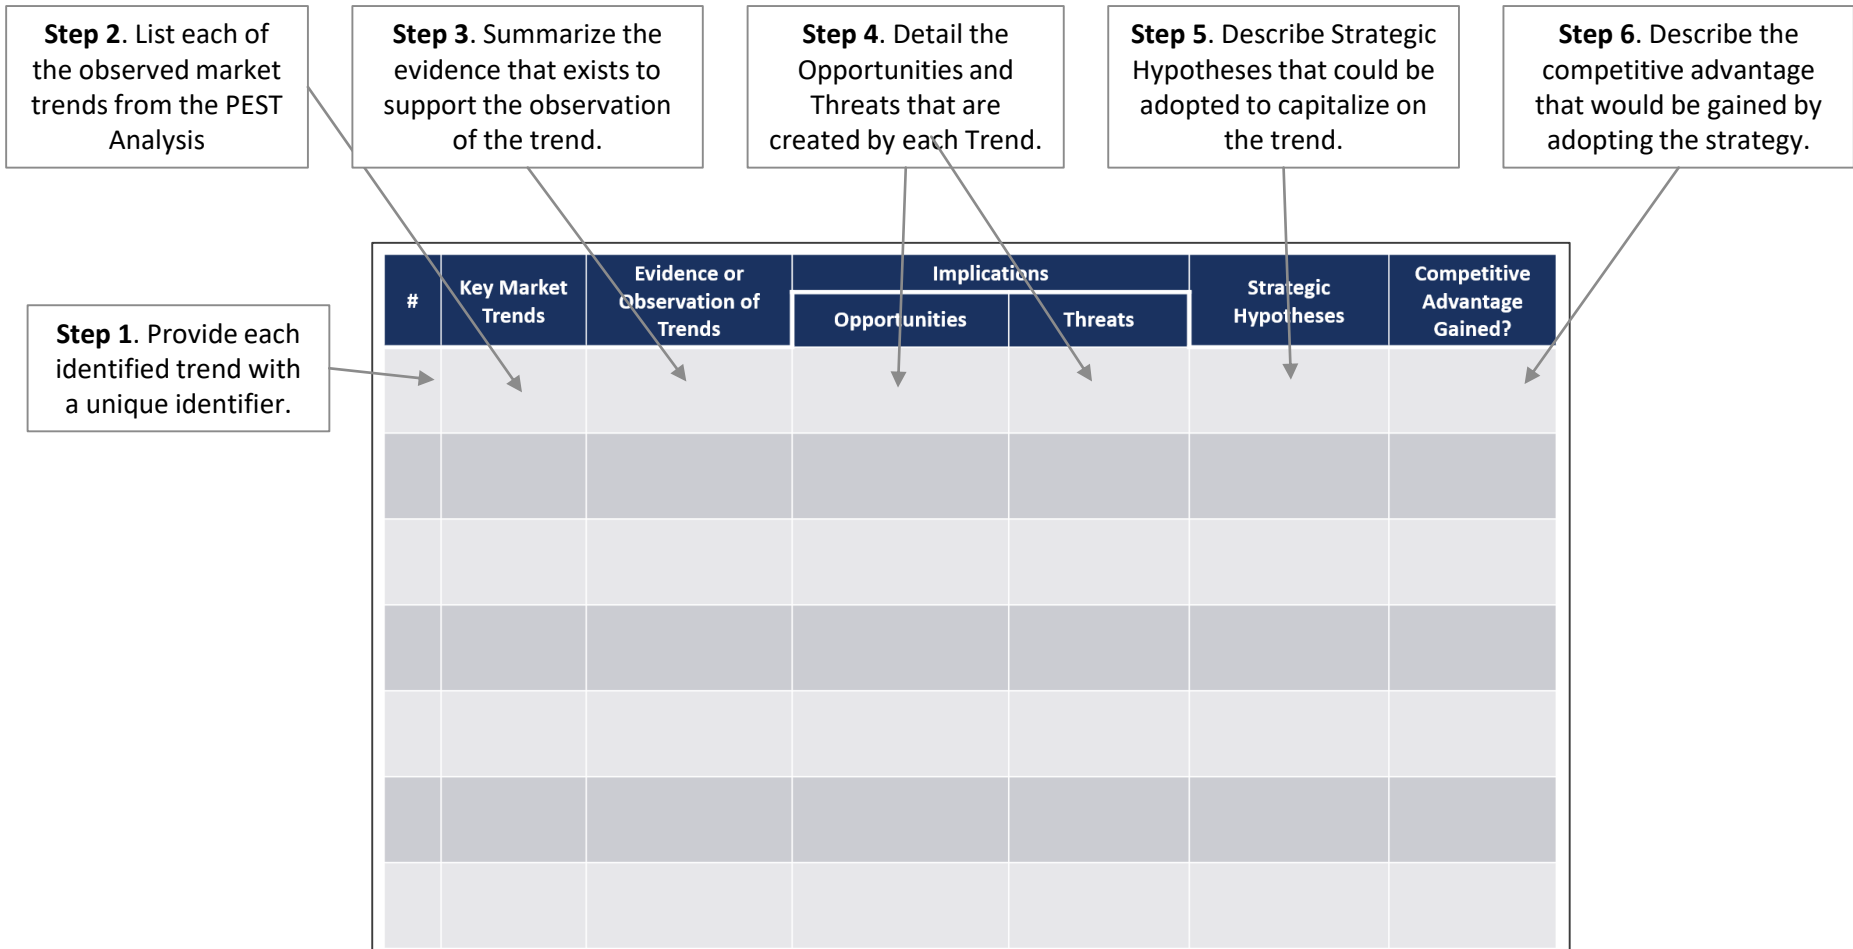 Step 2. List each of
the observed market
trends from the PEST
Analysis
Step 3. Summarize the
evidence that exists to
support the observation
of the trend.
Step 4. Detail the
Opportunities and
Threats that are
created by each Trend.
Step 5. Describe Strategic
Hypotheses that could be
adopted to capitalize on
the trend.
Step 6. Describe the
competitive advantage
that would be gained by
adopting the strategy.
Step 1. Provide each
identified trend with
a unique identifier.
#
Key Market
Trends
Evidence or
Observation of
Trends
Implications
Opportunities
Threats
Strategic
Hypotheses
Competitive
Advantage
Gained?